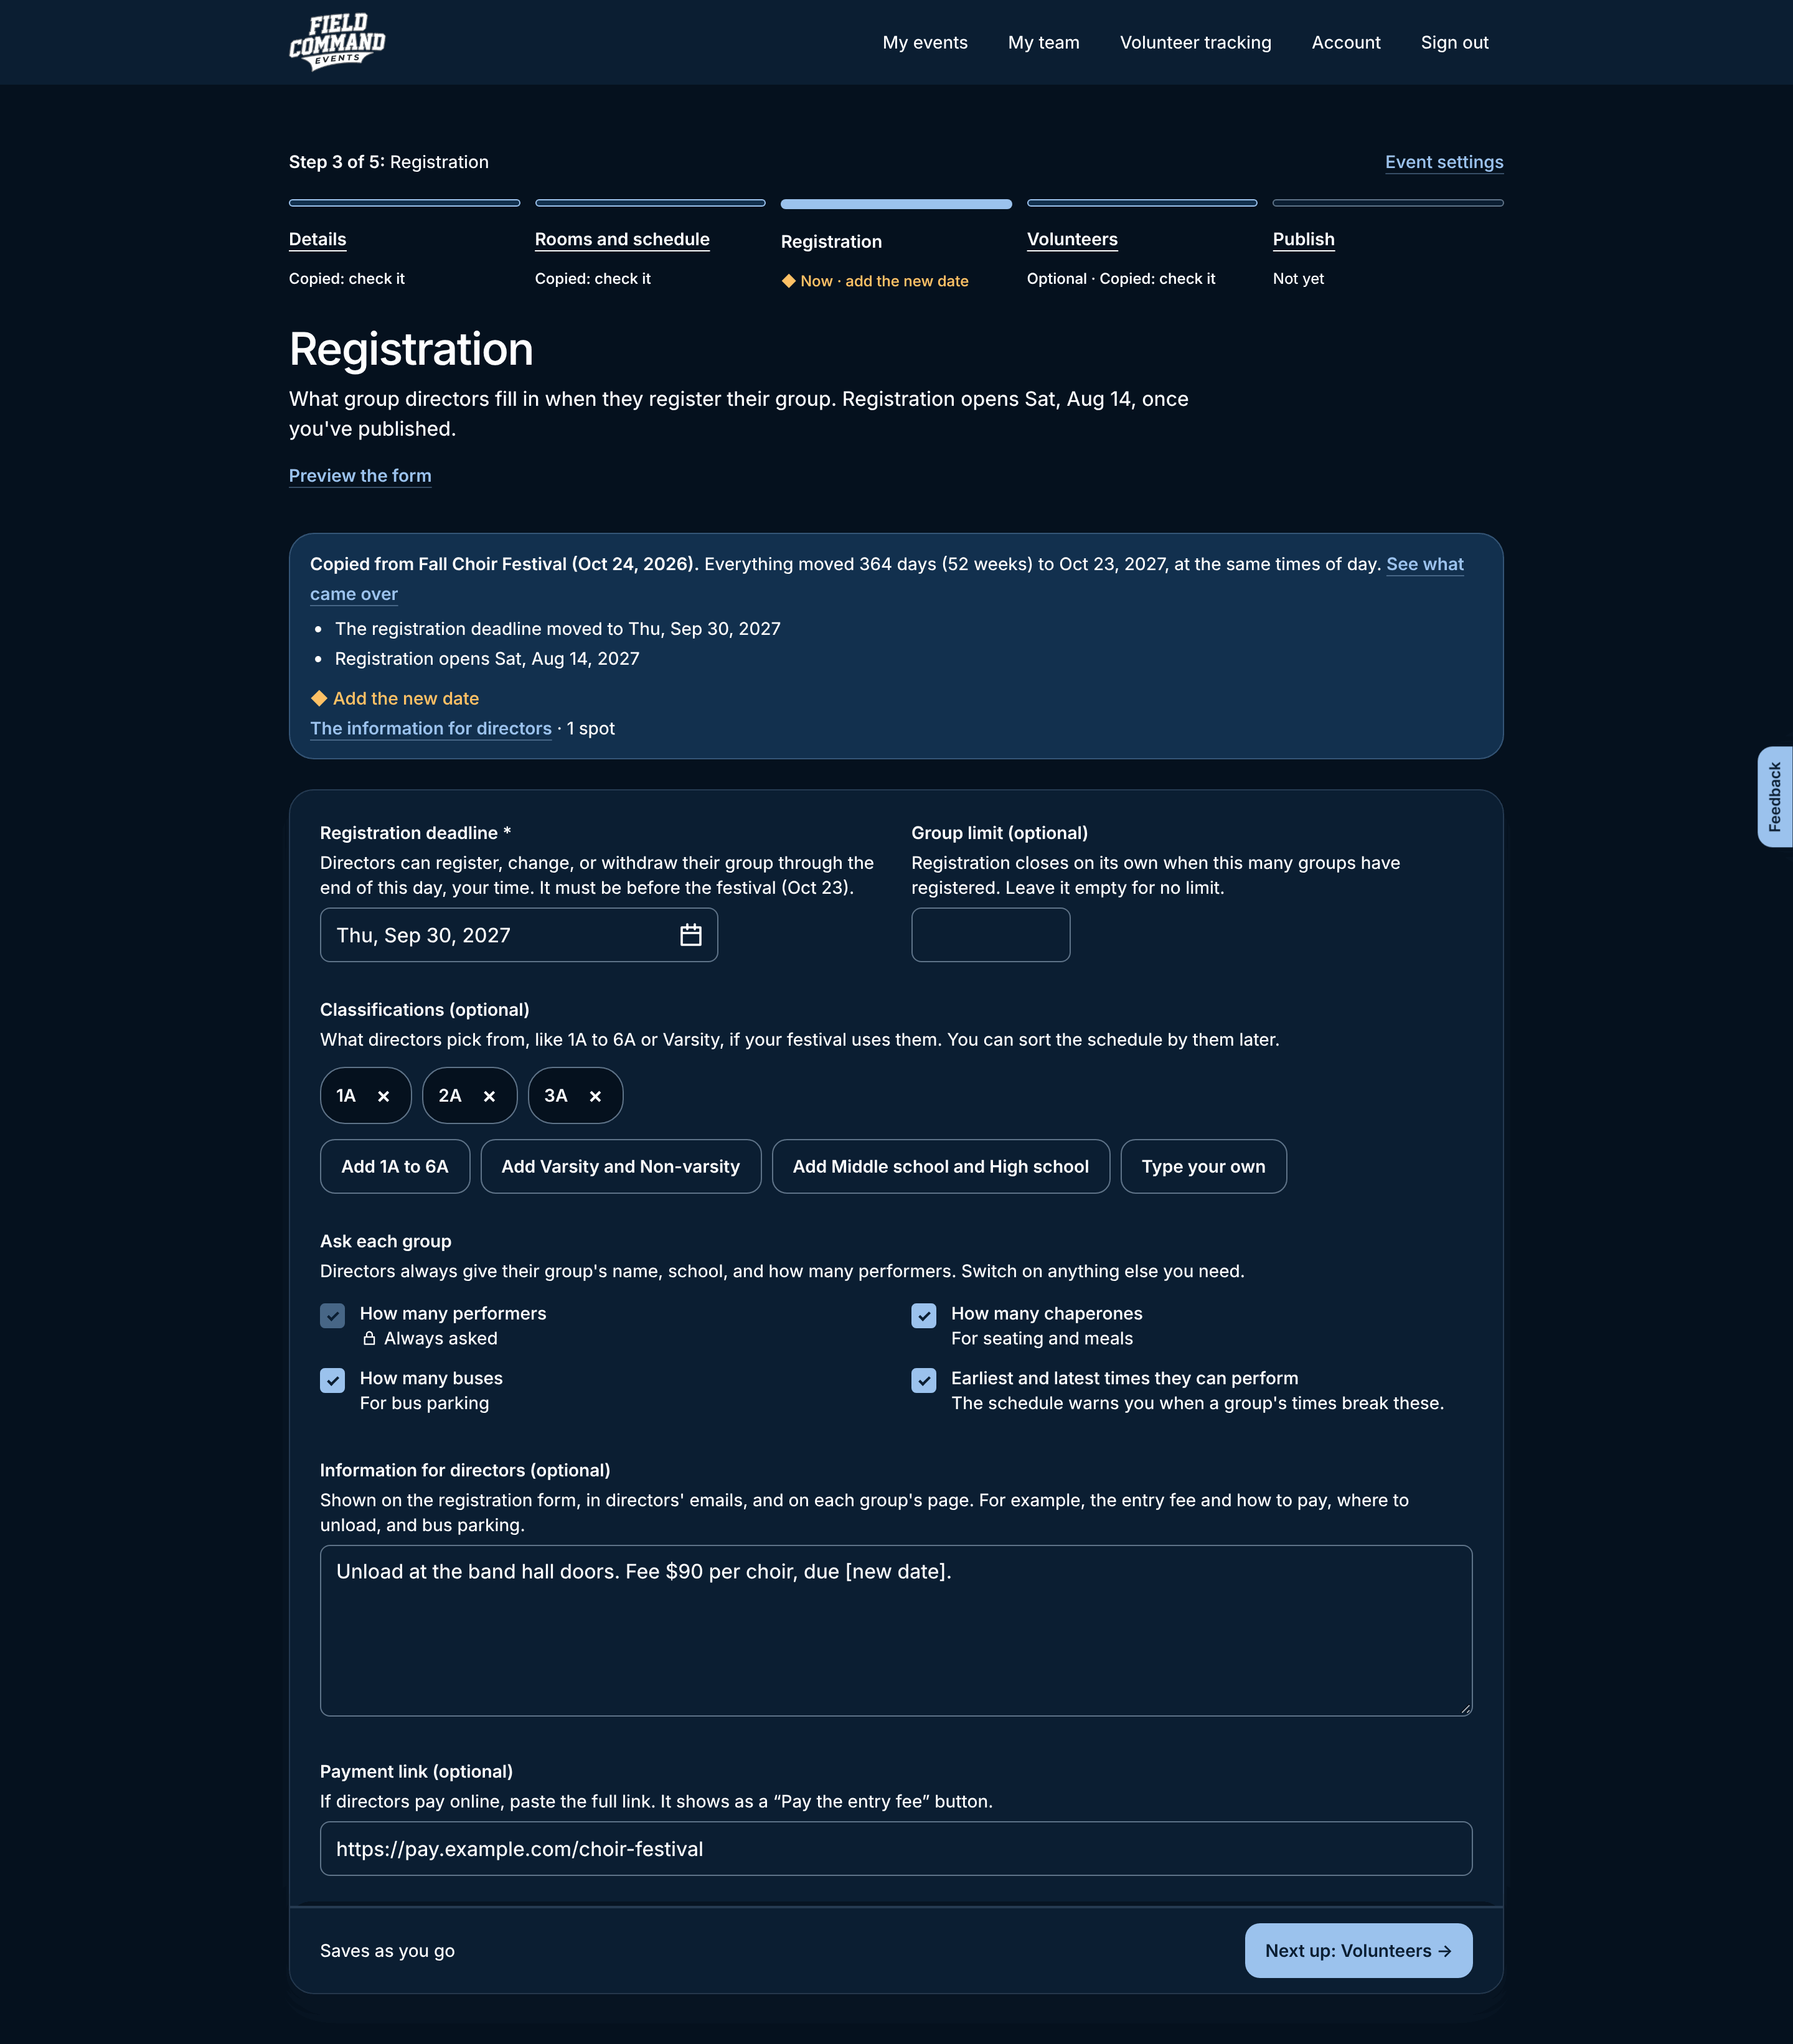 FIELD
COMMAND
EVENTS
My events
My team
Volunteer tracking
Account
Sign out
Step 3 of 5: Registration
Event settings
Details
Copied: check it
Rooms and schedule
Copied: check it
Registration
Now · add the new date
Volunteers
Optional · Copied: check it
Publish
Not yet
Registration
What group directors fill in when they register their group. Registration opens Sat, Aug 14, once
you've published.
Preview the form
Copied from Fall Choir Festival (Oct 24, 2026). Everything moved 364 days (52 weeks) to Oct 23, 2027, at the same times of day. See what
came over
• The registration deadline moved to Thu, Sep 30, 2027
• Registration opens Sat, Aug 14, 2027
Add the new date
The information for directors · 1 spot
Feedback
Registration deadline *
Directors can register, change, or withdraw their group through the
end of this day, your time. It must be before the festival (Oct 23).
Thu, Sep 30, 2027
Group limit (optional)
Registration closes on its own when this many groups have
registered. Leave it empty for no limit.
Classifications (optional)
What directors pick from, like 1A to 6A or Varsity, if your festival uses them. You can sort the schedule by them later.
1A ×
2A ×
3A ×
Add 1A to 6A
Add Varsity and Non-varsity
Add Middle school and High school
Type your own
Ask each group
Directors always give their group's name, school, and how many performers. Switch on anything else you need.
How many performers
Always asked
How many chaperones
For seating and meals
How many buses
For bus parking
Earliest and latest times they can perform
The schedule warns you when a group's times break these.
Information for directors (optional)
Shown on the registration form, in directors' emails, and on each group's page. For example, the entry fee and how to pay, where to
unload, and bus parking.
Unload at the band hall doors. Fee $90 per choir, due [new date].
Payment link (optional)
If directors pay online, paste the full link. It shows as a “Pay the entry fee” button.
https://pay.example.com/choir-festival
Saves as you go
Next up: Volunteers →